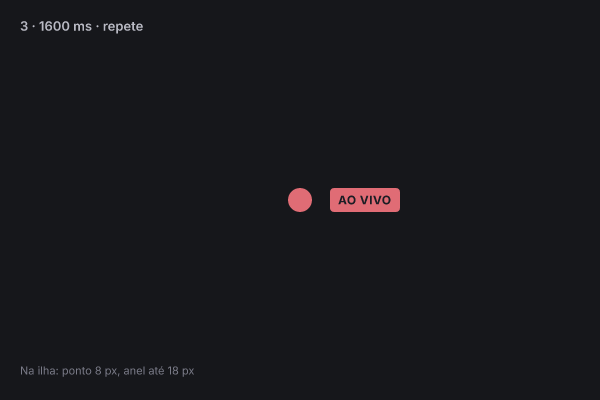 3 · 1600 ms · repete
AO VIVO
Na ilha: ponto 8 px, anel até 18 px